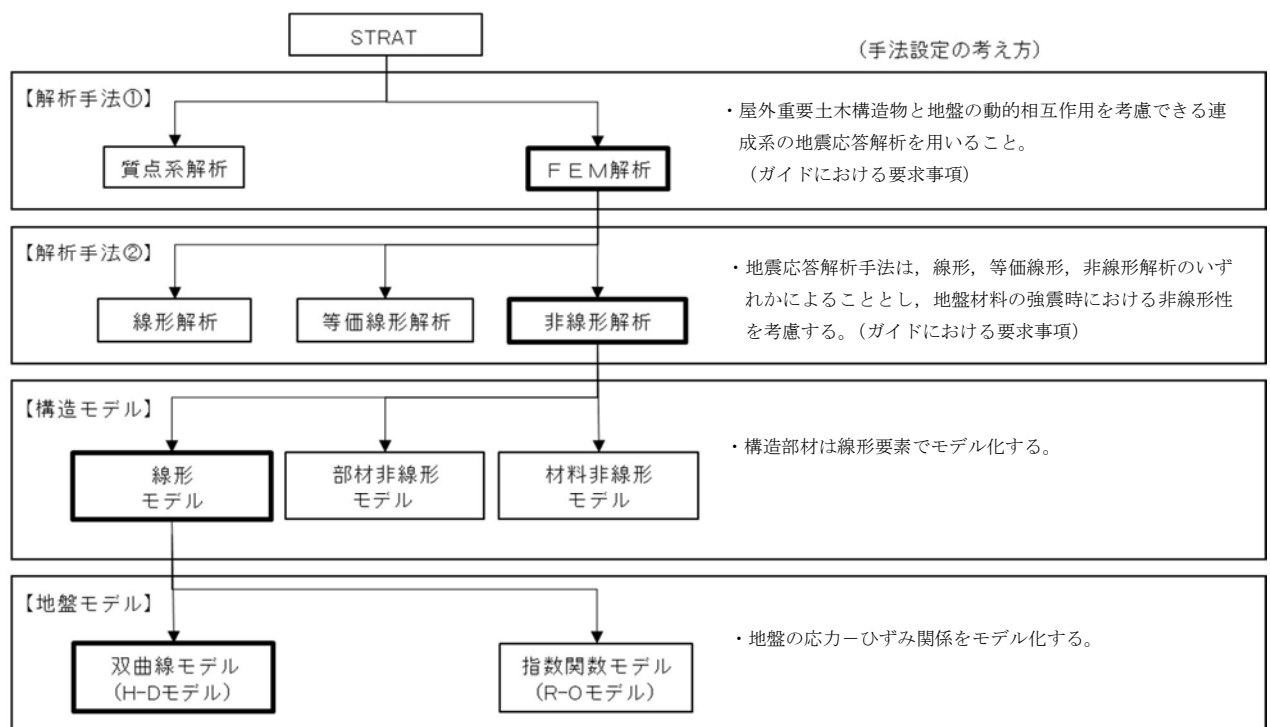 STRAT
(手法設定の考え方)
【解析手法①】
質点系解析
ＦＥＭ解析
・屋外重要土木構造物と地盤の動的相互作用を考慮できる連
成系の地震応答解析を用いること。
(ガイドにおける要求事項)
【解析手法②】
線形解析
等価線形解析
非線形解析
・地震応答解析手法は，線形，等価線形，非線形解析のいず
れかによることとし，地盤材料の強震時における非線形性
を考慮する。(ガイドにおける要求事項)
【構造モデル】
線形
モデル
部材非線形
モデル
材料非線形
モデル
・構造部材は線形要素でモデル化する。
【地盤モデル】
双曲線モデル
(H-Dモデル)
指数関数モデル
(R-Oモデル)
・地盤の応力－ひずみ関係をモデル化する。